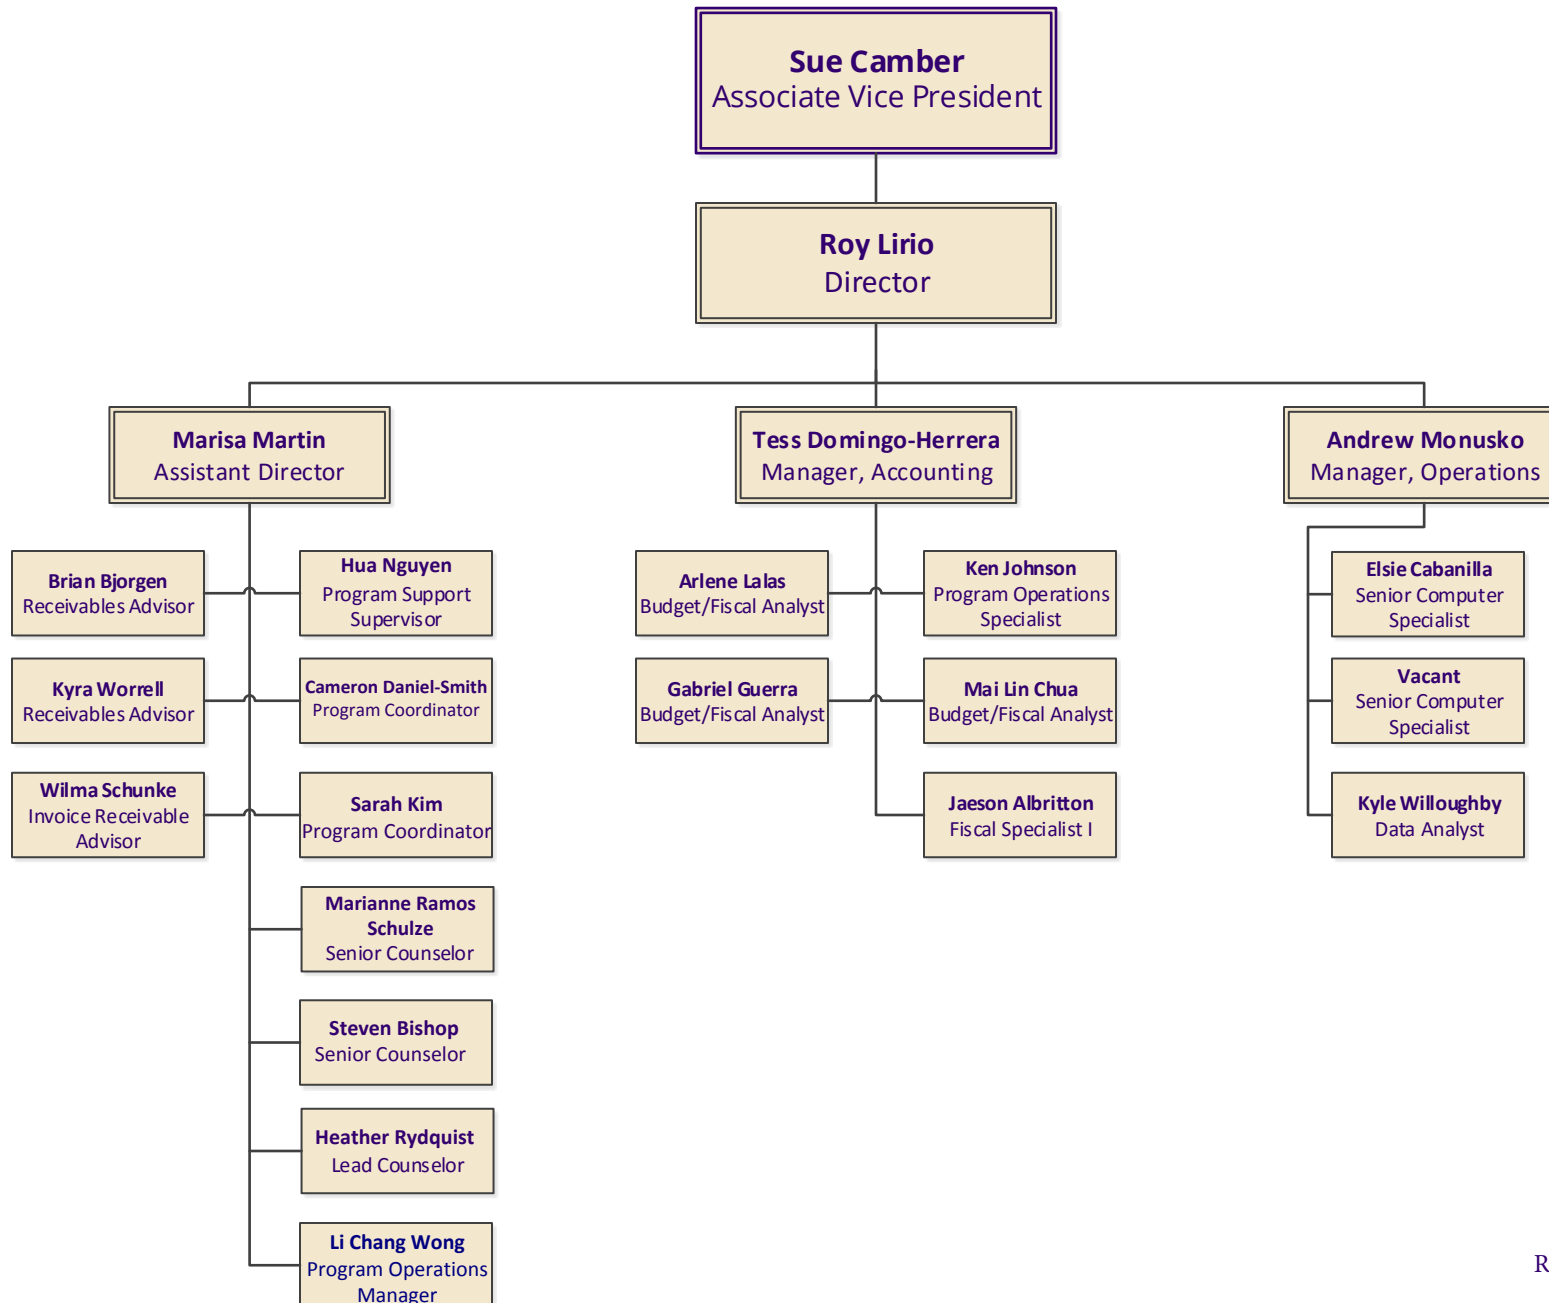 Sue Camber
Associate Vice President
Roy Lirio
Director
Marisa Martin
Assistant Director
Tess Domingo-Herrera
Manager, Accounting
Andrew Monusko
Manager, Operations
Brian Bjorgen
Receivables Advisor
Hua Nguyen
Program Support
Supervisor
Kyra Worrell
Receivables Advisor
Cameron Daniel-Smith
Program Coordinator
Wilma Schunke
Invoice Receivable
Advisor
Sarah Kim
Program Coordinator
Marianne Ramos
Schulze
Senior Counselor
Steven Bishop
Senior Counselor
Heather Rydquist
Lead Counselor
Li Chang Wong
Program Operations
Manager
Arlene Lalas
Budget/Fiscal Analyst
Ken Johnson
Program Operations
Specialist
Gabriel Guerra
Budget/Fiscal Analyst
Mai Lin Chua
Budget/Fiscal Analyst
Jaeson Albritton
Fiscal Specialist I
Elsie Cabanilla
Senior Computer
Specialist
Vacant
Senior Computer
Specialist
Kyle Willoughby
Data Analyst
R